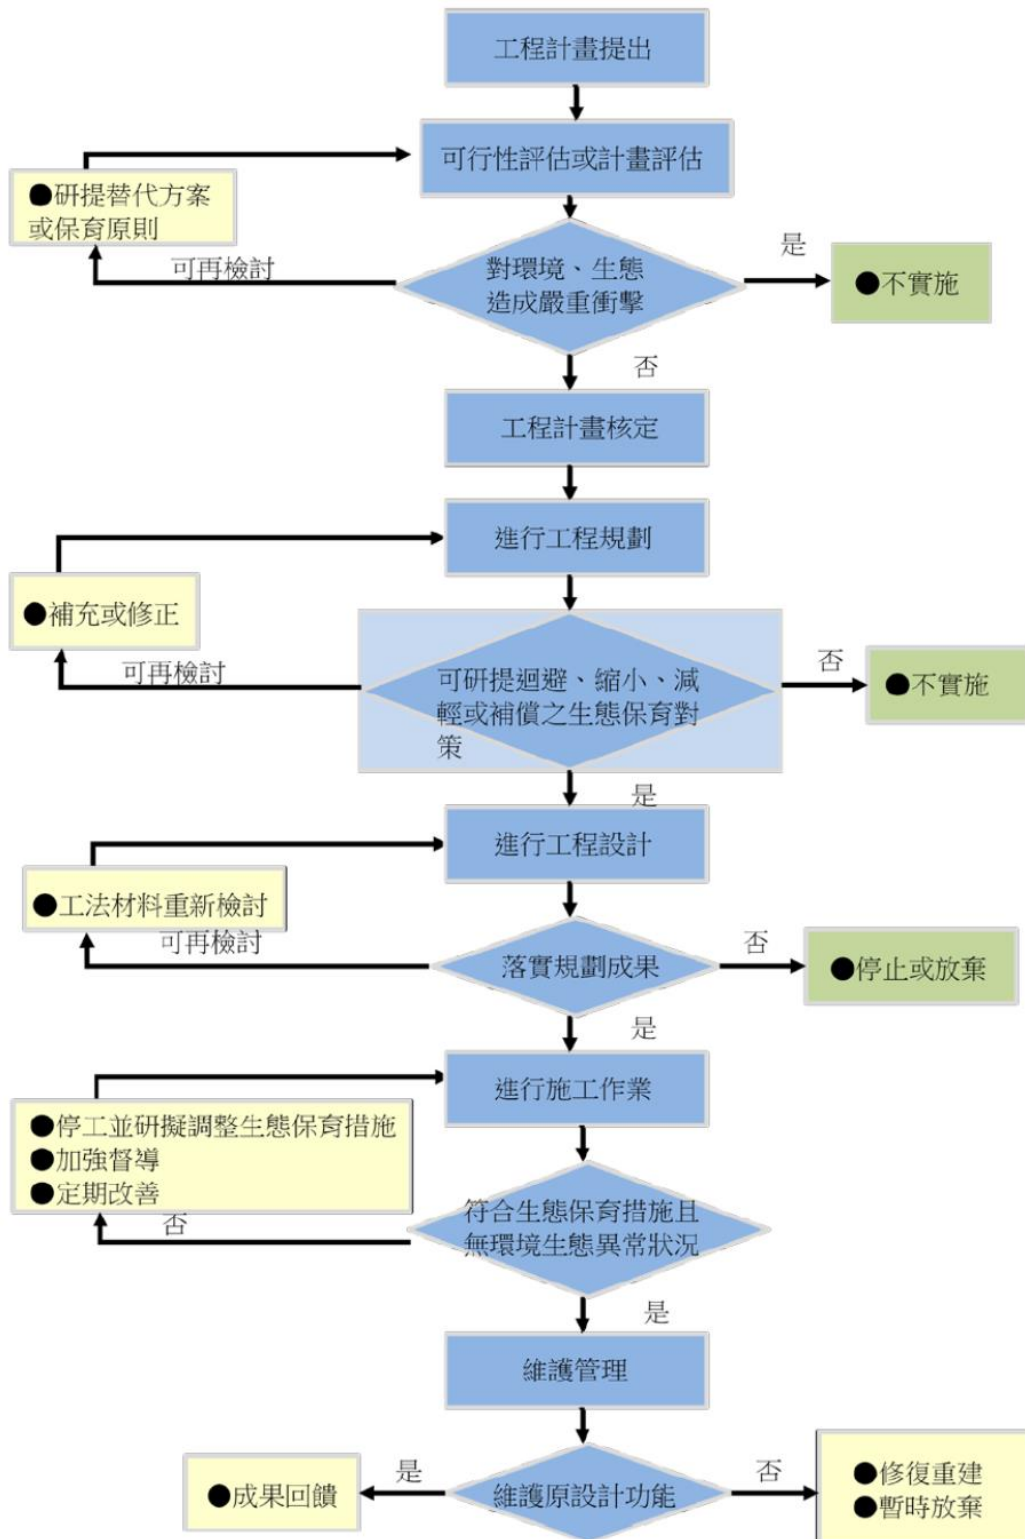 工程計畫提出
可行性評估或計畫評估
●研提替代方案
或保育原則
可再檢討
對環境、生態
造成嚴重衝擊
是
●不實施
否
工程計畫核定
進行工程規劃
●補充或修正
可再檢討
可研提迴避、縮小、減
輕或補償之生態保育對
策
否
●不實施
是
進行工程設計
●工法材料重新檢討
可再檢討
落實規劃成果
否
●停止或放棄
是
進行施工作業
●停工並研擬調整生態保育措施
●加強督導
●定期改善
否
符合生態保育措施且
無環境生態異常狀況
是
維護管理
●成果回饋
是
維護原設計功能
否
●修復重建
●暫時放棄